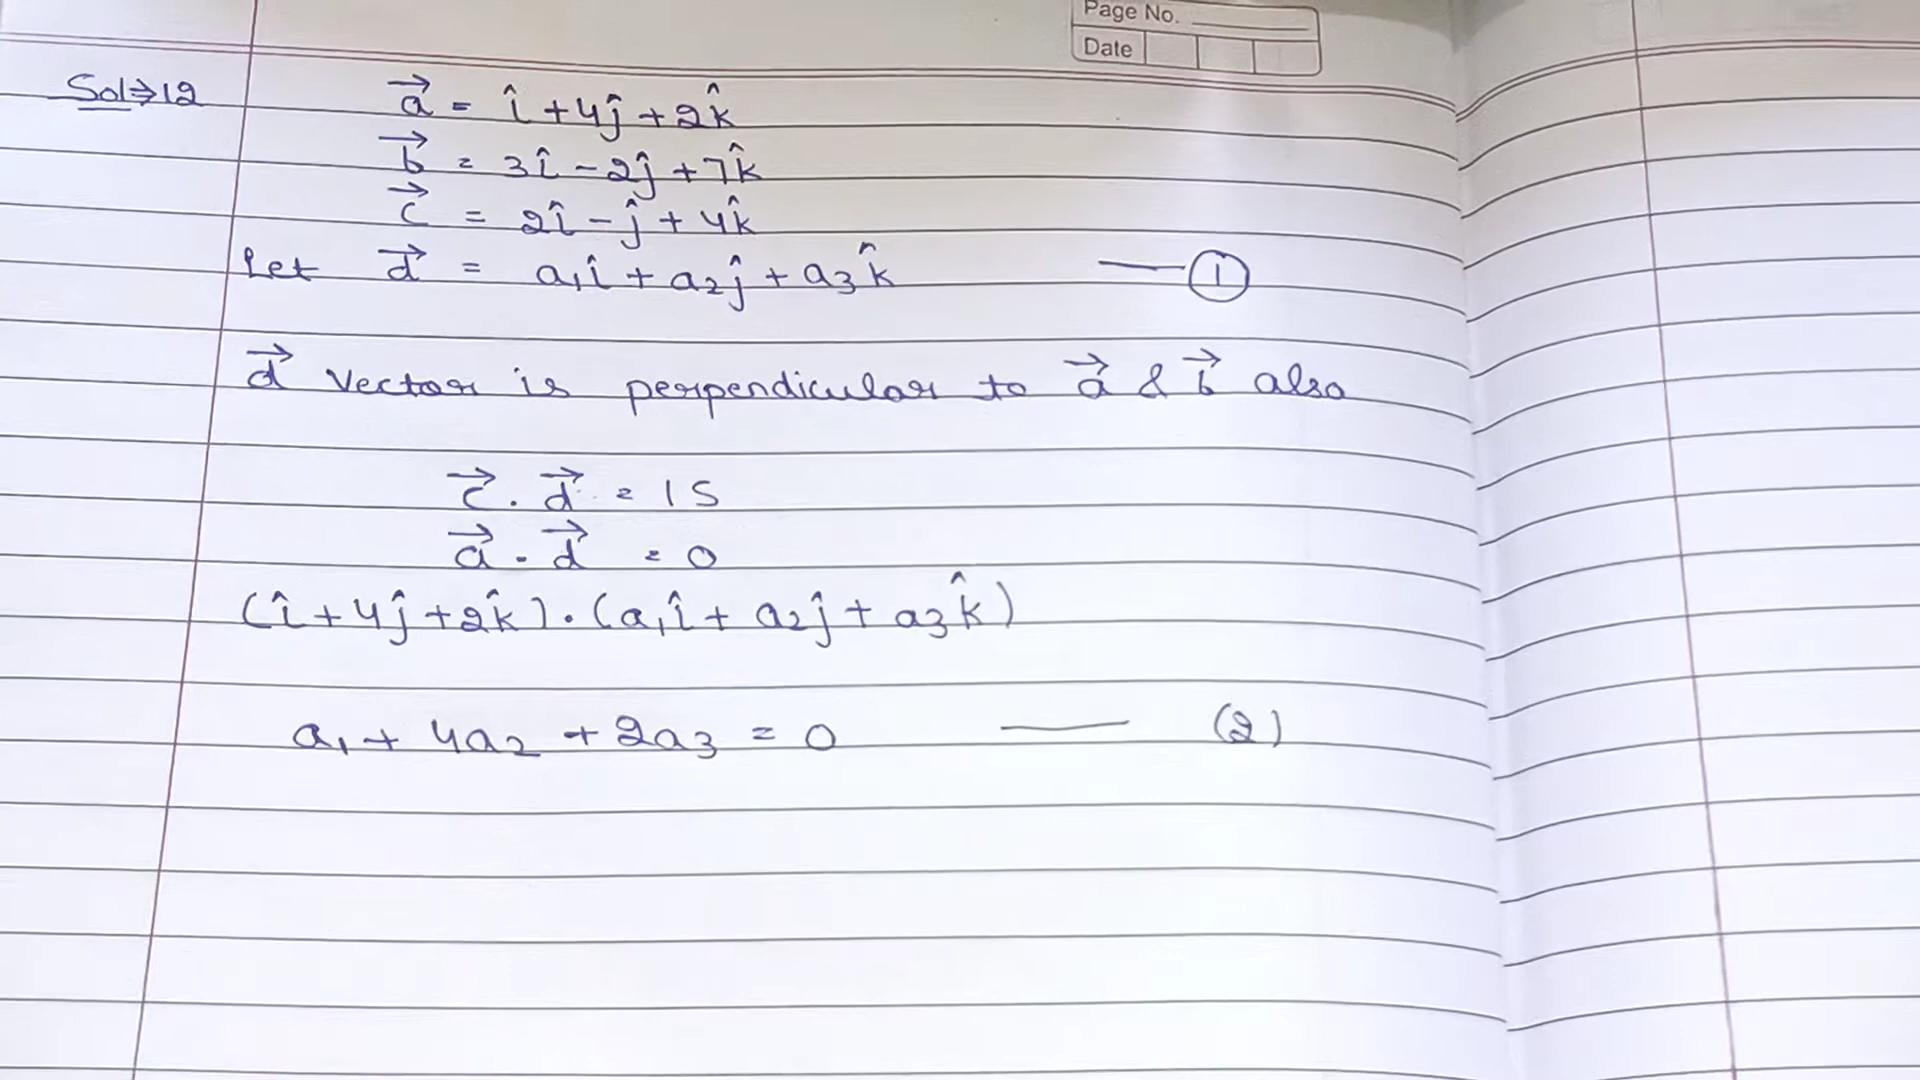 Page No.
Date
Sol⇒12
a⃗ = î + 4ĵ + 2k̂
b⃗ = 3î - 2ĵ + 7k̂
c⃗ = 2î - ĵ + 4k̂
Let d⃗ = a₁î + a₂ĵ + a₃k̂ —— ①
d⃗ Vector is perpendicular to a⃗ & b⃗ also
c⃗ . d⃗ = 15
a⃗ . d⃗ = 0
(î + 4ĵ + 2k̂) . (a₁î + a₂ĵ + a₃k̂)
a₁ + 4a₂ + 2a₃ = 0 —— (2)